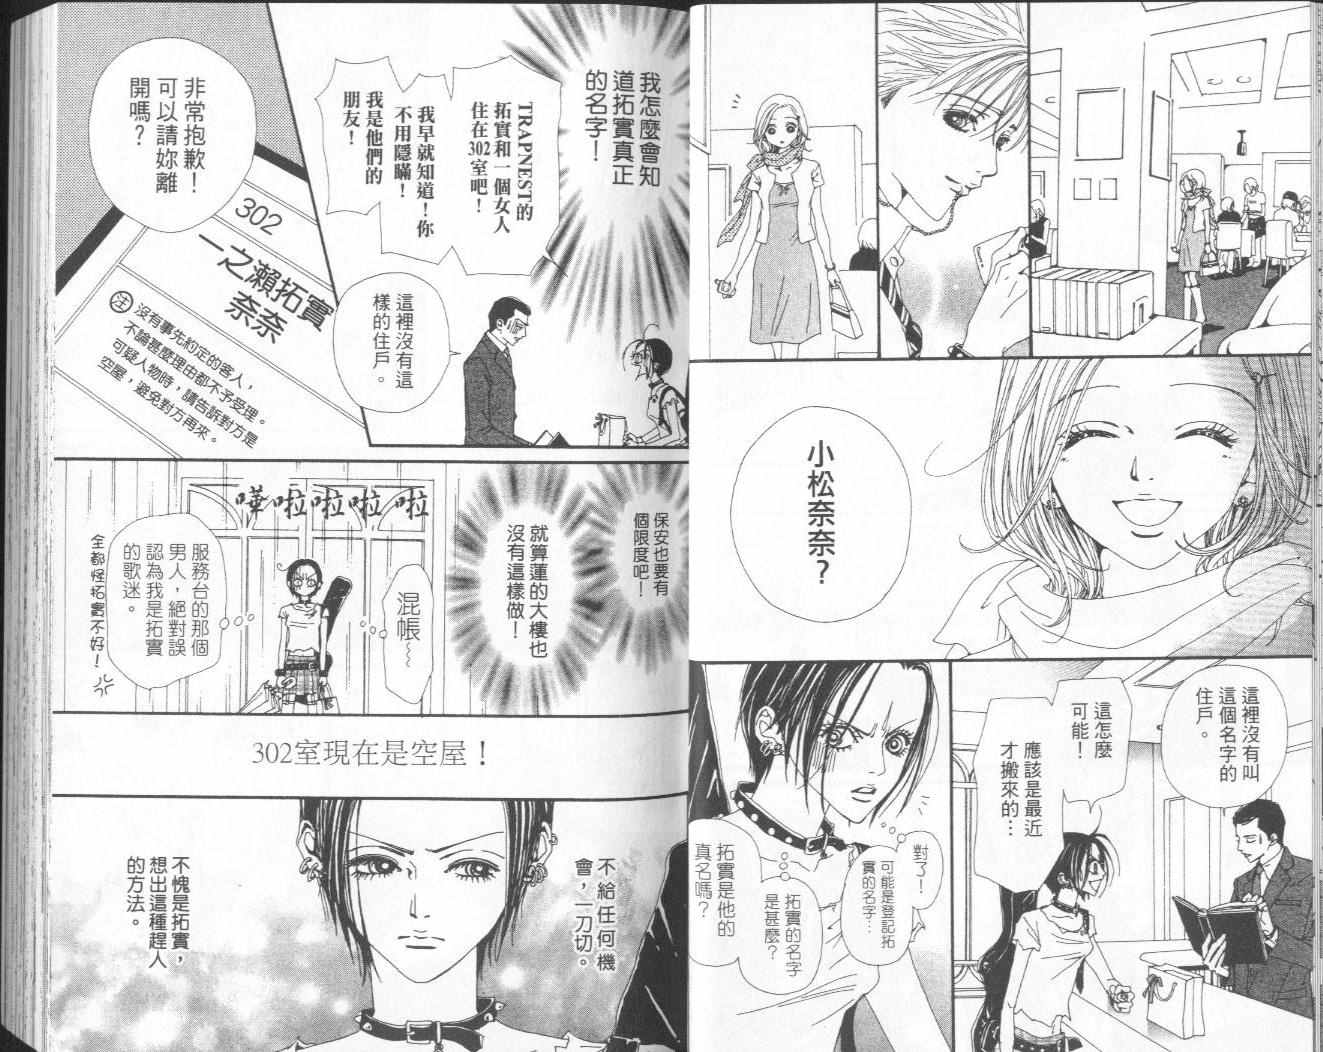 小松奈奈？
這裡沒有叫
這個名字的
住戶。
這怎麼
可能！
應該是最近
才搬來的…
對了！
可能是登記拓
實的名字…
拓實的名字
是甚麼？
拓實是他的
真名嗎？
我怎麼會知
道拓實真正
的名字！
TRAPNEST的
拓實和一個女人
住在302室吧！
我早就知道！你
不用隱瞞！
我是他們的
朋友！
這裡沒有這
樣的住戶。
非常抱歉！
可以請妳離
開嗎？
302
一之瀨拓實
奈奈
注
沒有事先約定的客人，
不論甚麼理由都不予受理。
可疑人物時，請告訴對方是
空屋，避免對方再來。
保安也要有
個限度吧！
就算蓮的大樓也
沒有這樣做！
嘩啦啦啦啦
混帳～～
服務台的那個
男人，絕對誤
認為我是拓實
的歌迷。
全都怪拓實不好！
302室現在是空屋！
不給任何機
會，一刀切。
不愧是拓實，
想出這種趕人
的方法。